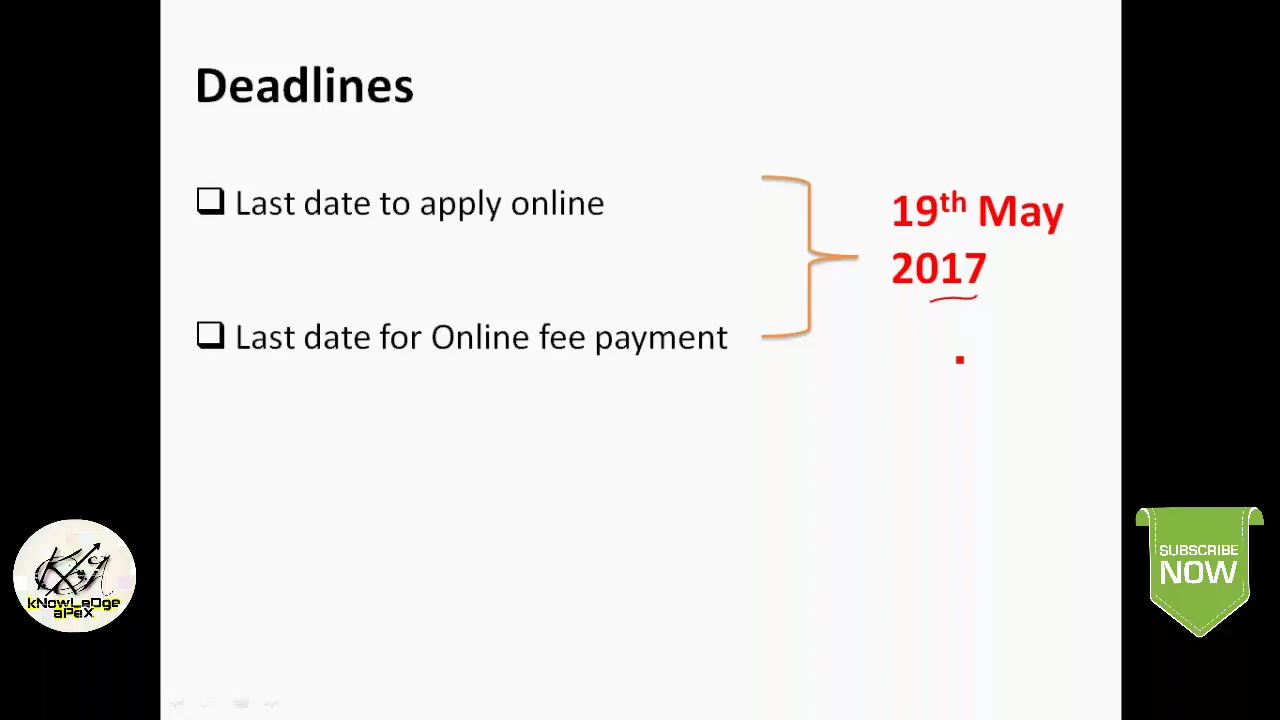 Deadlines
Last date to apply online
19th May
2017
Last date for Online fee payment
SUBSCRIBE
NOW
kNowLeDge
aPeX